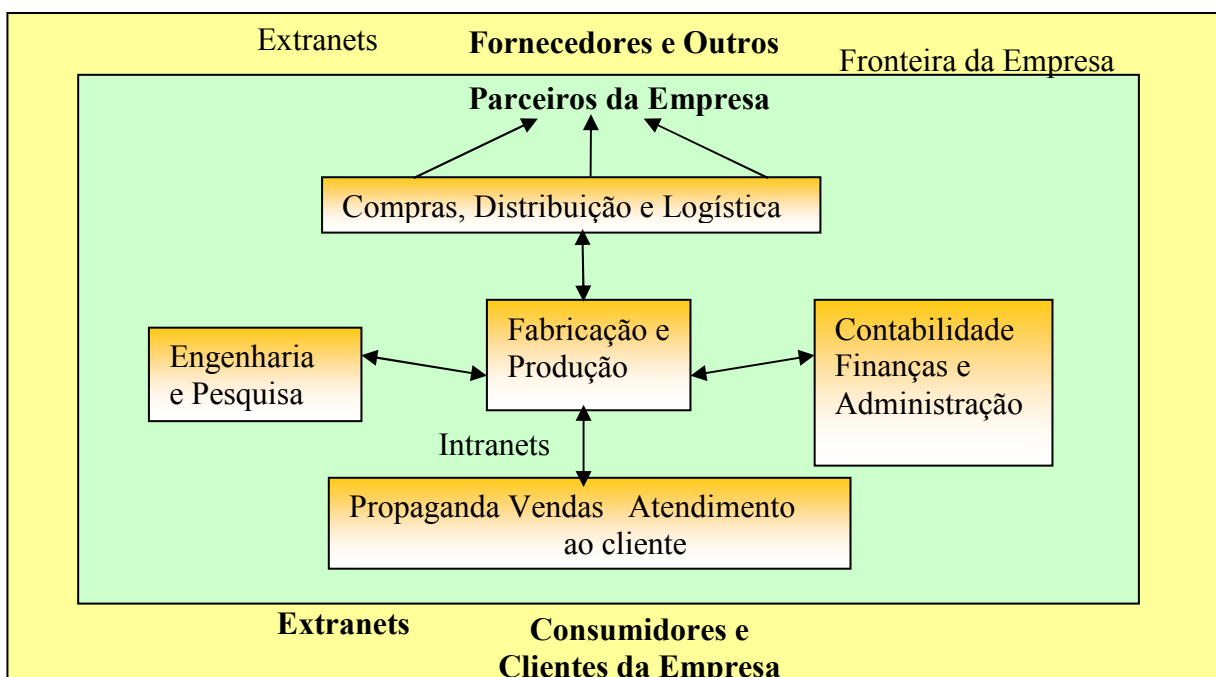 Extranets
Fornecedores e Outros
Fronteira da Empresa
Parceiros da Empresa
Compras, Distribuição e Logística
Engenharia
e Pesquisa
Fabricação e
Produção
Contabilidade
Finanças e
Administração
Intranets
Propaganda Vendas Atendimento
ao cliente
Extranets
Consumidores e
Clientes da Empresa